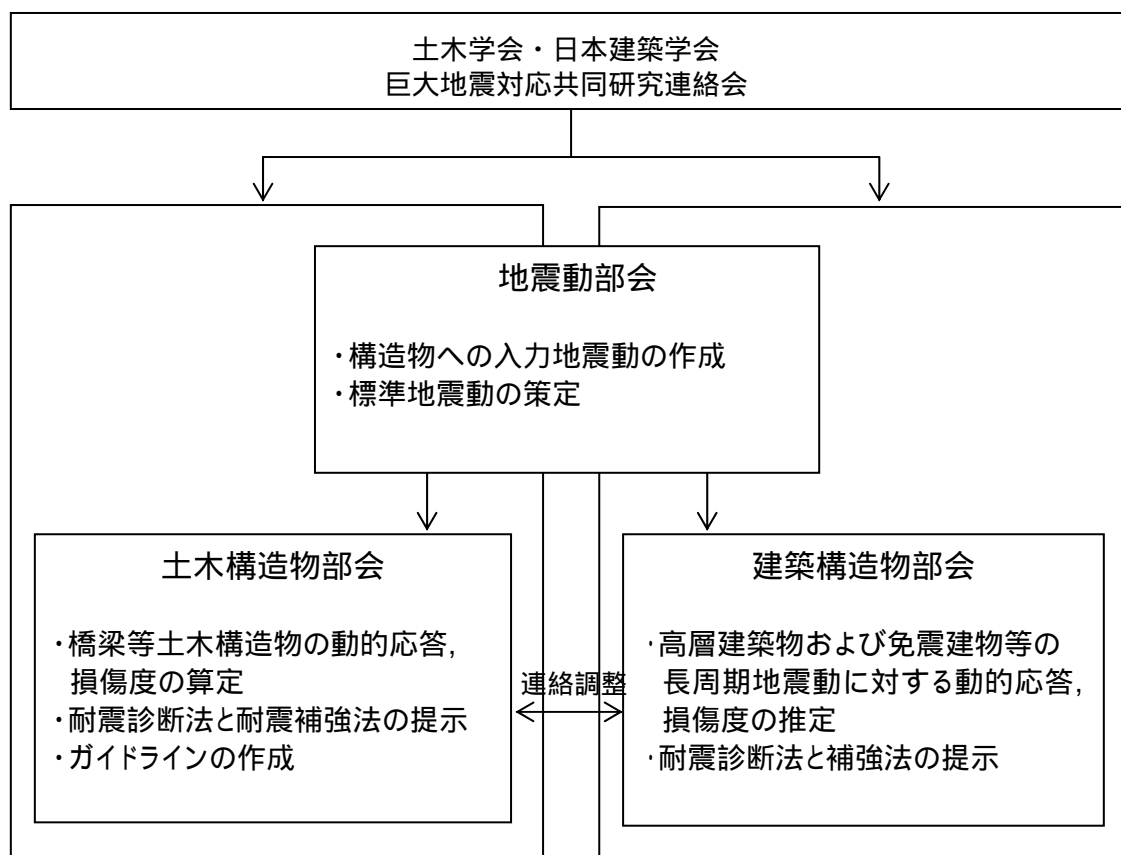 土木学会・日本建築学会
巨大地震対応共同研究連絡会
地震動部会
・構造物への入力地震動の作成
・標準地震動の策定
土木構造物部会
・橋梁等土木構造物の動的応答,
損傷度の算定
・耐震診断法と耐震補強法の提示
・ガイドラインの作成
連絡調整
建築構造物部会
・高層建築物および免震建物等の
長周期地震動に対する動的応答,
損傷度の推定
・耐震診断法と補強法の提示